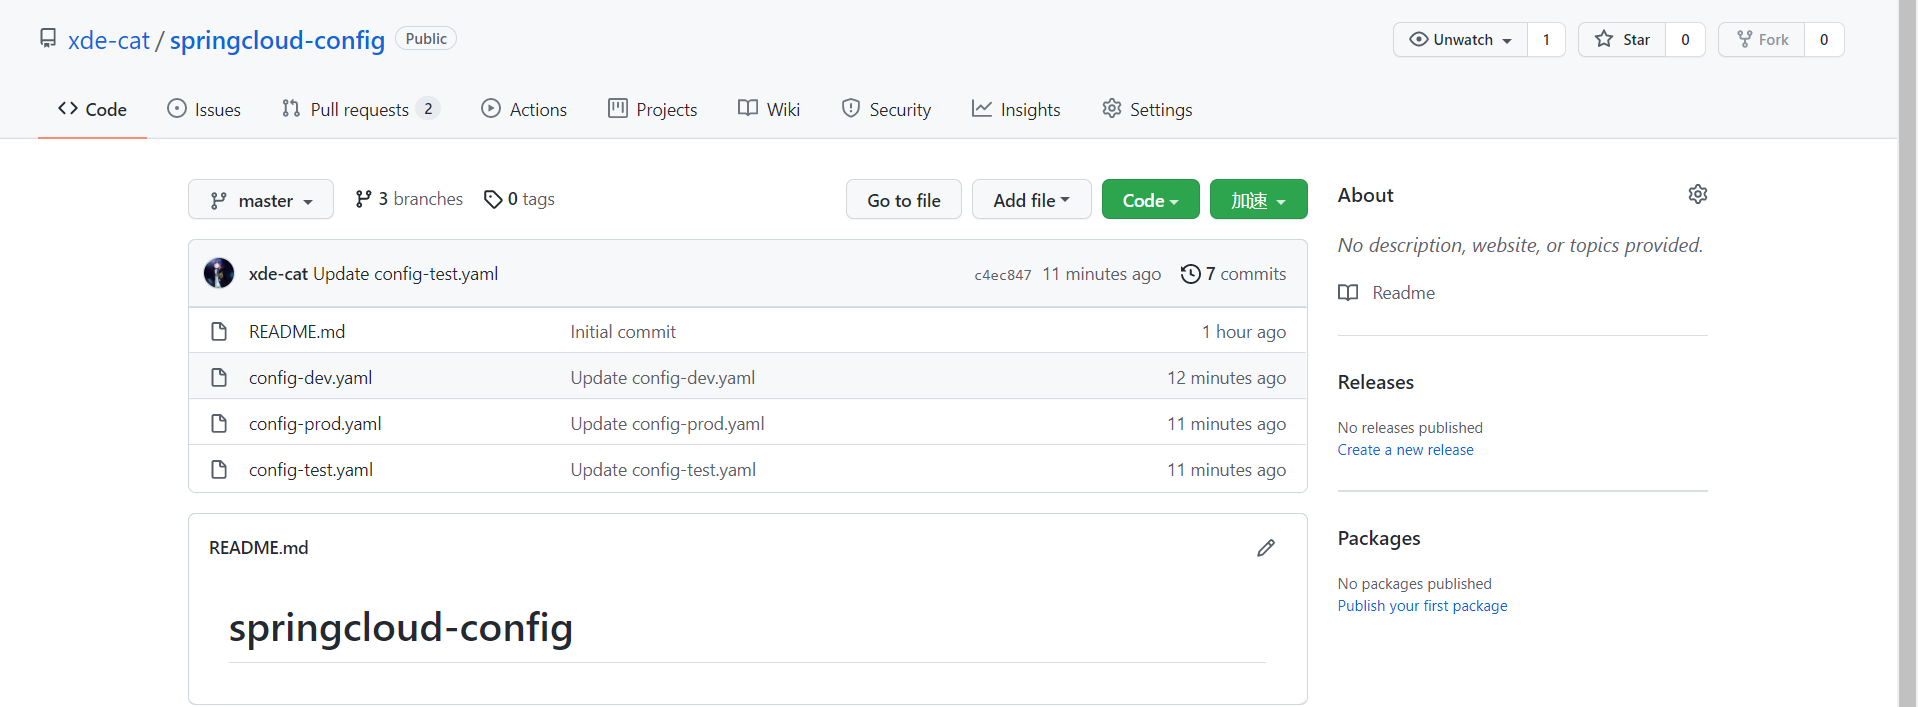 xde-cat / springcloud-config Public
Unwatch 1 Star 0 Fork 0
Code Issues Pull requests 2 Actions Projects Wiki Security Insights Settings
master 3 branches 0 tags Go to file Add file Code 加速
xde-cat Update config-test.yaml c4ec847 11 minutes ago 7 commits
README.md Initial commit 1 hour ago
config-dev.yaml Update config-dev.yaml 12 minutes ago
config-prod.yaml Update config-prod.yaml 11 minutes ago
config-test.yaml Update config-test.yaml 11 minutes ago
README.md
springcloud-config
About
No description, website, or topics provided.
Readme
Releases
No releases published
Create a new release
Packages
No packages published
Publish your first package